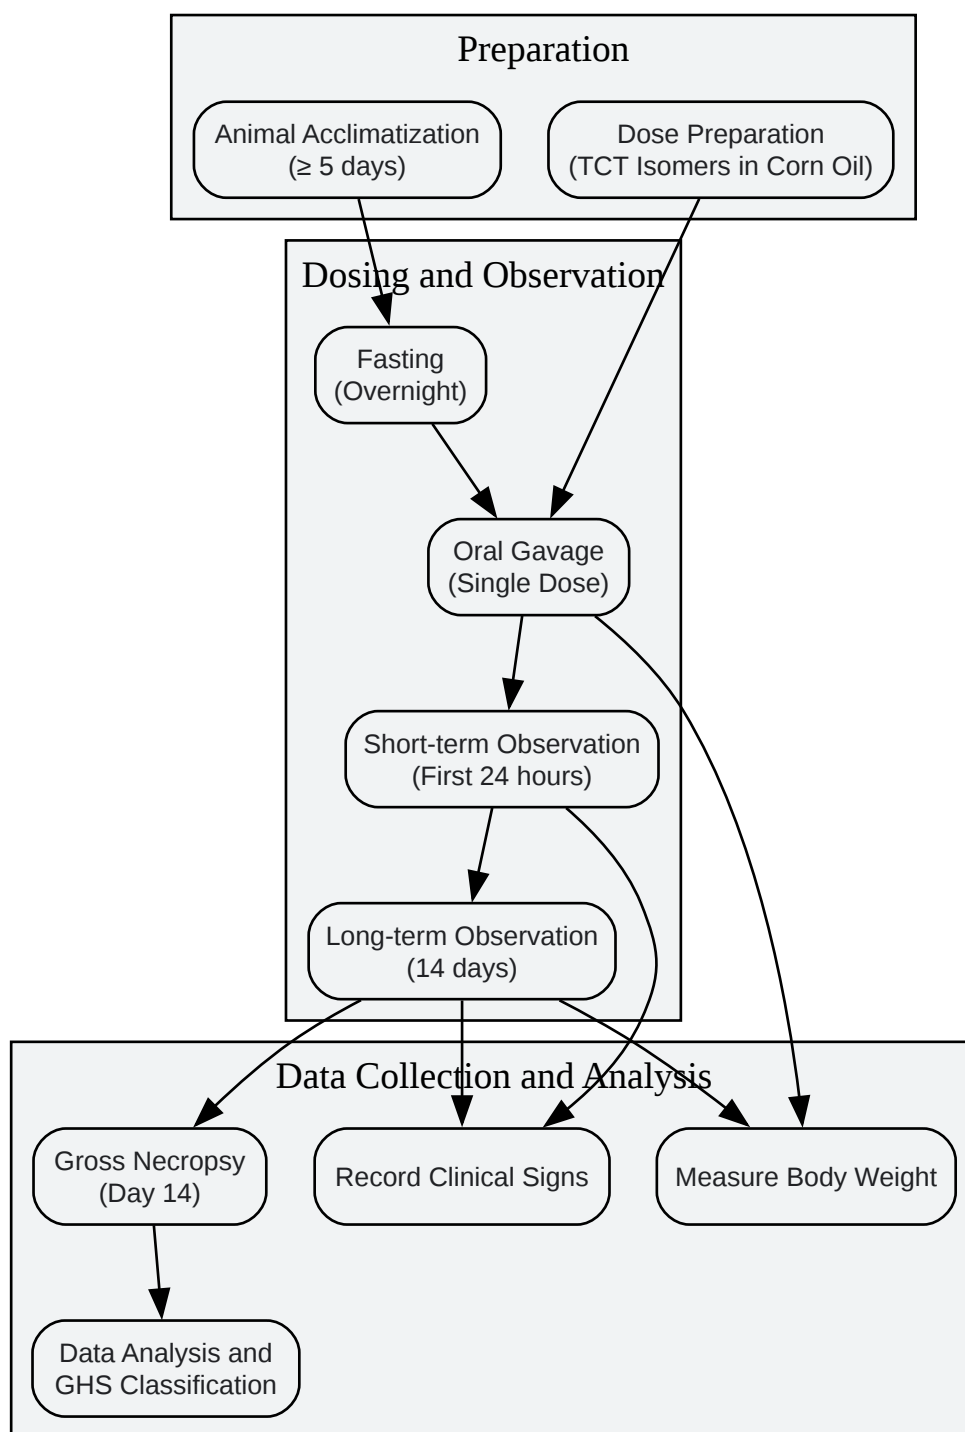 Preparation
Animal Acclimatization
(≥ 5 days)
Dose Preparation
(TCT Isomers in Corn Oil)
Dosing and Observation
Fasting
(Overnight)
Oral Gavage
(Single Dose)
Short-term Observation
(First 24 hours)
Long-term Observation
(14 days)
Data Collection and Analysis
Gross Necropsy
(Day 14)
Record Clinical Signs
Measure Body Weight
Data Analysis and
GHS Classification